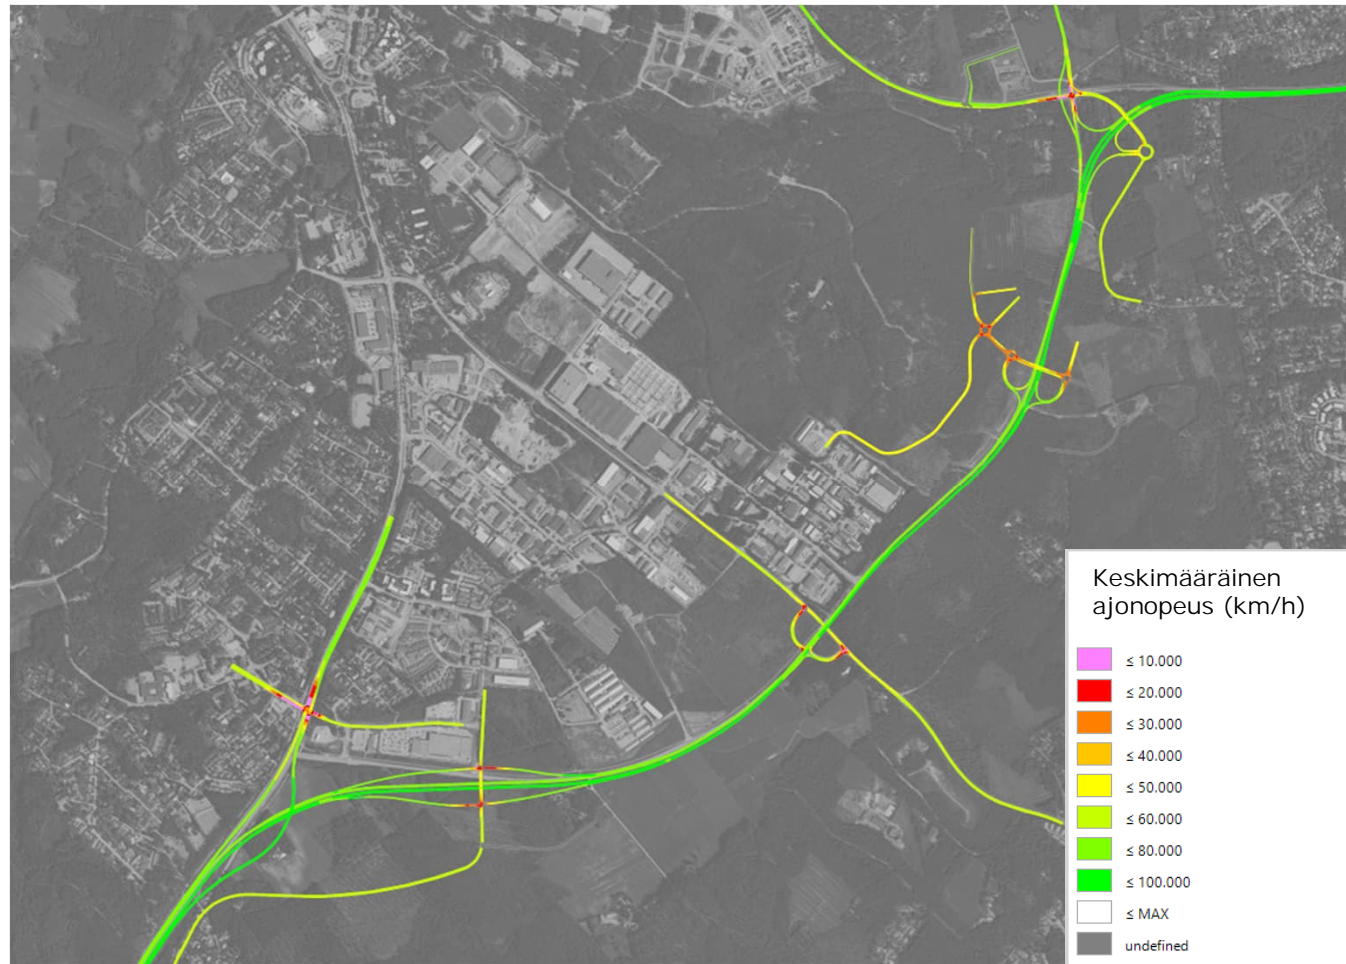 Keskimääräinen
ajonopeus (km/h)
≤ 10.000
≤ 20.000
≤ 30.000
≤ 40.000
≤ 50.000
≤ 60.000
≤ 80.000
≤ 100.000
≤ MAX
undefined